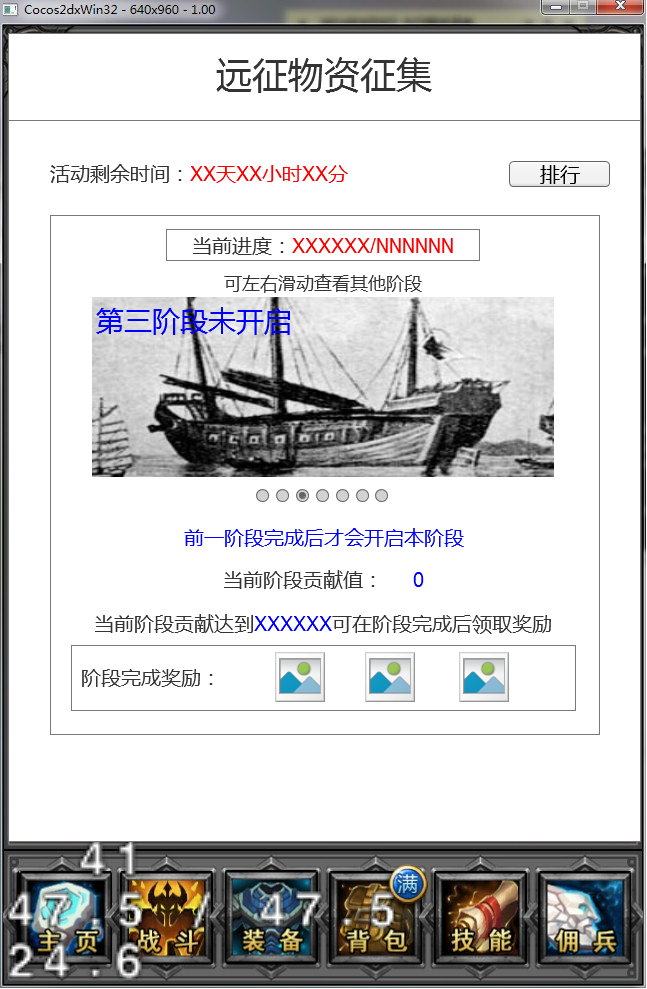 Cocos2dxWin32 - 640x960 - 1.00
远征物资征集
活动剩余时间：XX天XX小时XX分
排行
当前进度：XXXXXX/NNNNNN
可左右滑动查看其他阶段
第三阶段未开启
前一阶段完成后才会开启本阶段
当前阶段贡献值： 0
当前阶段贡献达到XXXXXX可在阶段完成后领取奖励
阶段完成奖励：
41
满
47.5 / 47.5
主页 战斗 装备 背包 技能 佣兵
24.6